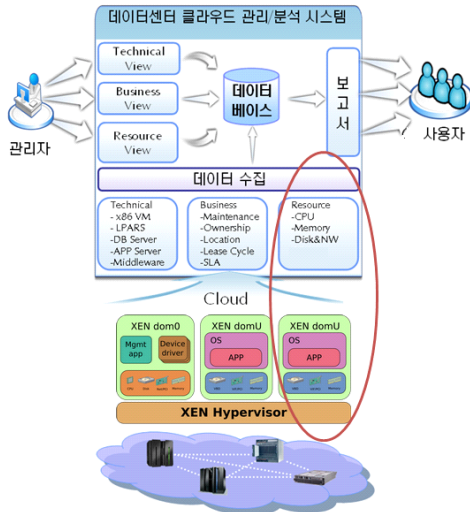 데이터센터 클라우드 관리/분석 시스템
Technical
View
Business
View
Resource
View
데이터
베이스
보
고
서
관리자
사용자
데이터 수집
Technical
- x86 VM
- LPARS
-DB Server
-APP Server
-Middleware
Business
-Maintenance
-Ownership
-Location
-Lease Cycle
-SLA
Resource
-CPU
-Memory
-Disk&NW
Cloud
XEN dom0
Mgmt
app
Device
driver
XEN domU
OS
APP
XEN domU
OS
APP
XEN Hypervisor